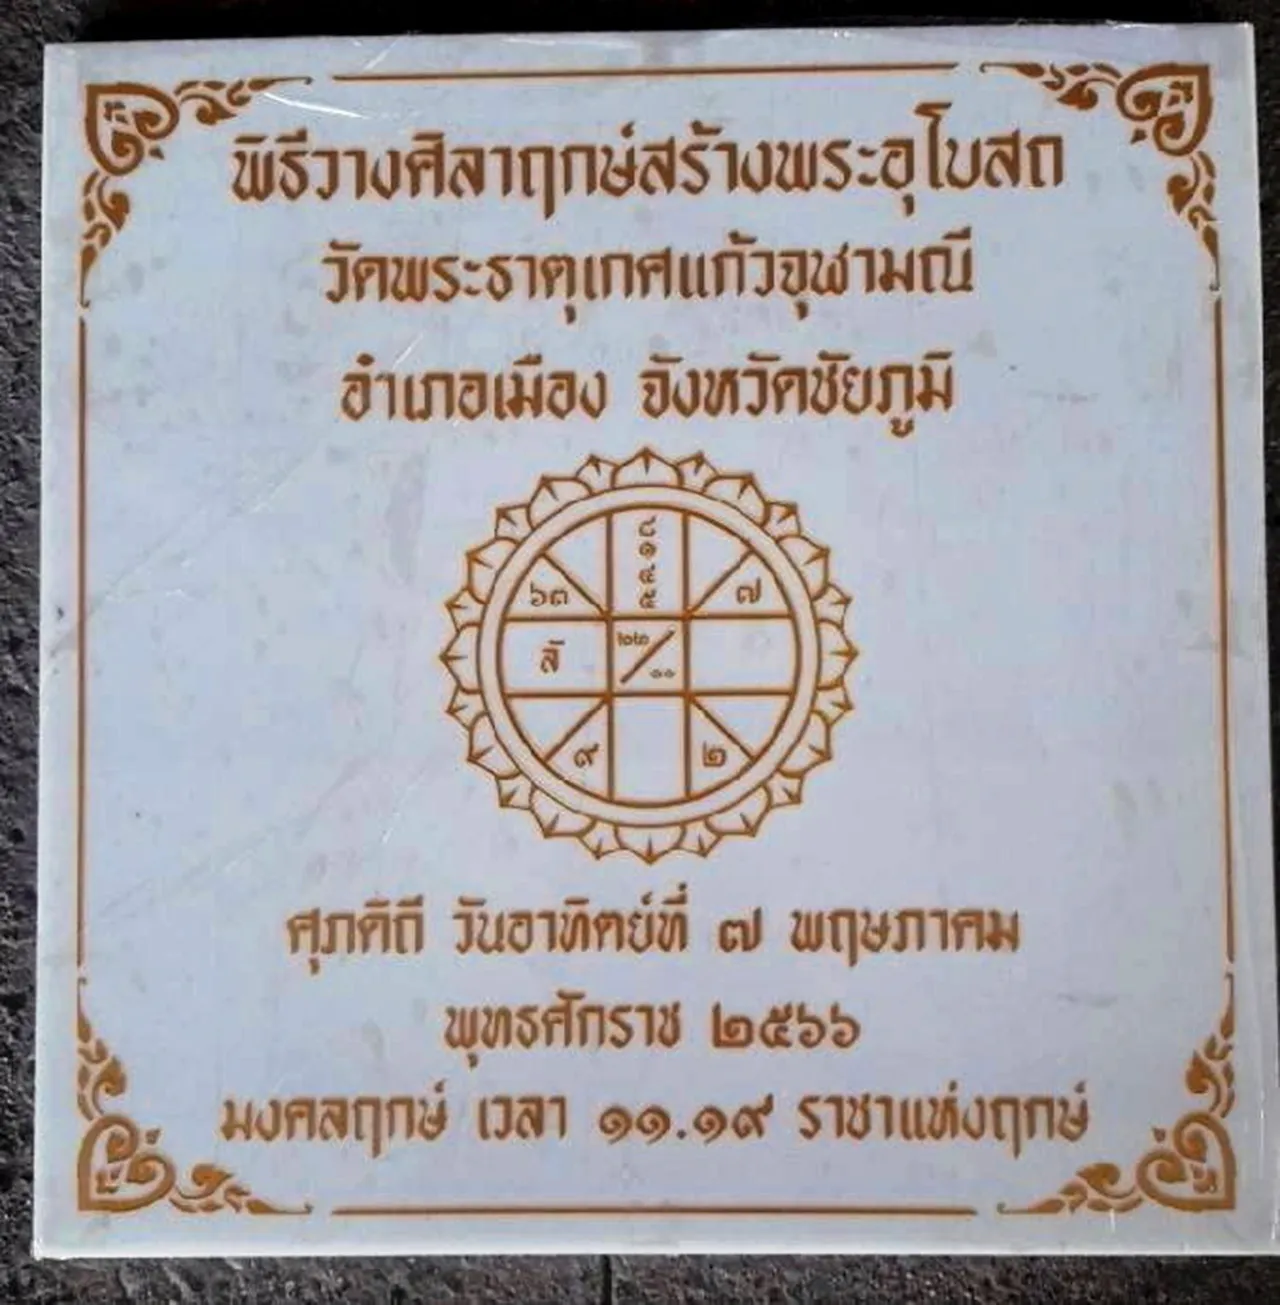 พิธีวางศิลาฤกษ์สร้างพระอุโบสถ
วัดพระธาตุเกศแก้วจุฬามณี
อำเภอเมือง จังหวัดชัยภูมิ
๘
๑
๔
๕
๖๓
๗
ลั
๑๑
๙
๒
ศุภดิถี วันอาทิตย์ที่ ๗ พฤษภาคม
พุทธศักราช ๒๕๖๖
มงคลฤกษ์ เวลา ๑๑.๑๙ ราชาแห่งฤกษ์